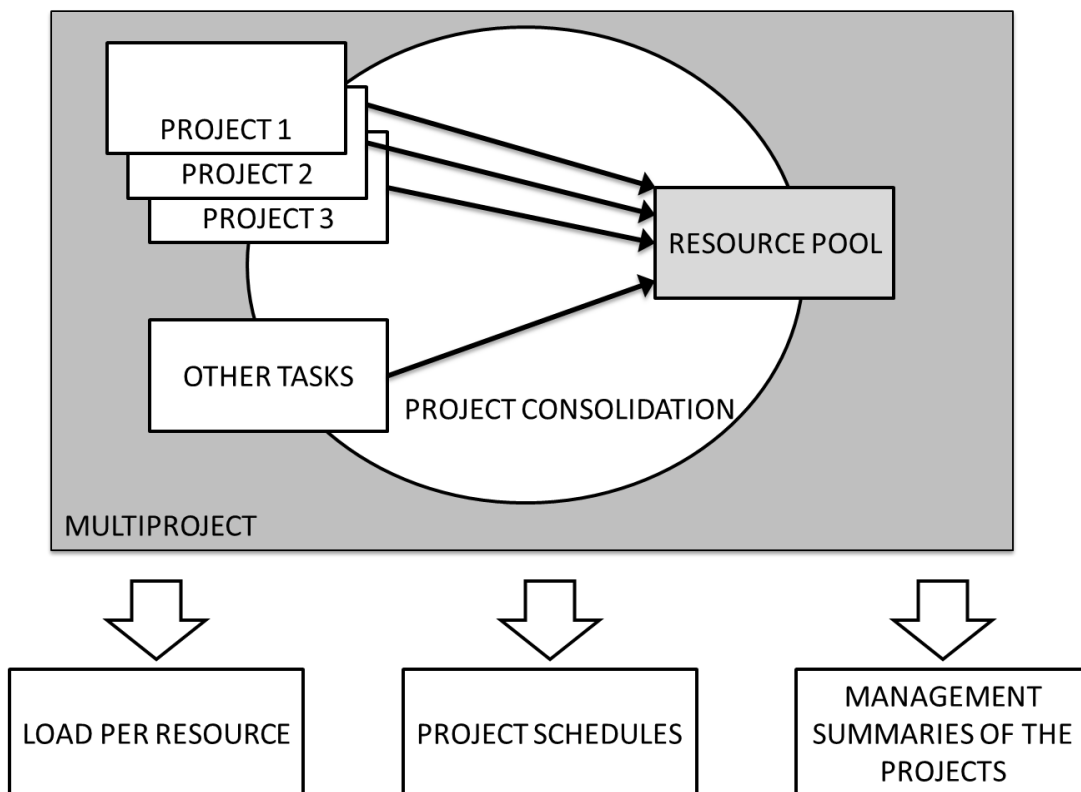 PROJECT 1
PROJECT 2
PROJECT 3
RESOURCE POOL
OTHER TASKS
PROJECT CONSOLIDATION
MULTIPROJECT
LOAD PER RESOURCE
PROJECT SCHEDULES
MANAGEMENT
SUMMARIES OF THE
PROJECTS